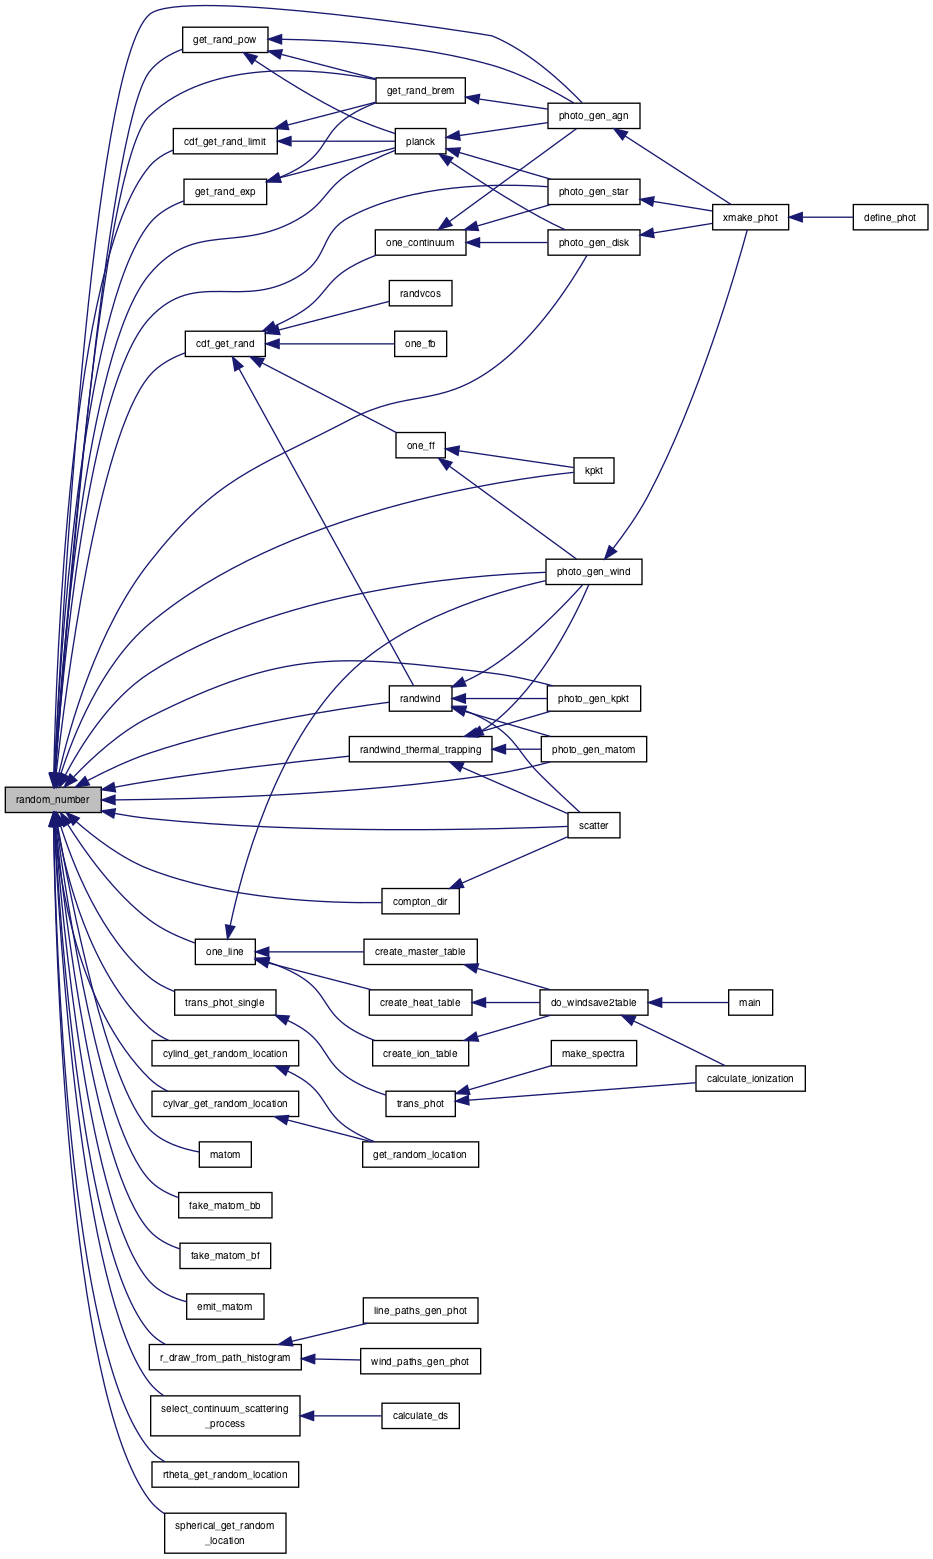 get_rand_pow
get_rand_brem
photo_gen_agn
cdf_get_rand_limit
planck
get_rand_exp
photo_gen_star
xmake_phot
define_phot
one_continuum
photo_gen_disk
randvcos
cdf_get_rand
one_fb
one_ff
kpkt
photo_gen_wind
randwind
photo_gen_kpkt
randwind_thermal_trapping
photo_gen_matom
random_number
scatter
compton_dir
one_line
create_master_table
trans_phot_single
create_heat_table
do_windsave2table
main
cylind_get_random_location
create_ion_table
make_spectra
calculate_ionization
cylvar_get_random_location
trans_phot
matom
get_random_location
fake_matom_bb
fake_matom_bf
emit_matom
line_paths_gen_phot
r_draw_from_path_histogram
wind_paths_gen_phot
select_continuum_scattering
_process
calculate_ds
rtheta_get_random_location
spherical_get_random
_location